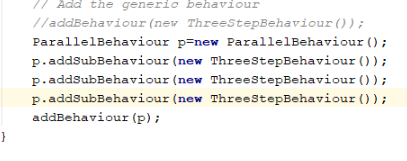 // Add the generic behaviour
//addBehaviour(new ThreeStepBehaviour());
ParallelBehaviour p=new ParallelBehaviour();
p.addSubBehaviour(new ThreeStepBehaviour());
p.addSubBehaviour(new ThreeStepBehaviour());
p.addSubBehaviour(new ThreeStepBehaviour());
addBehaviour(p);
}